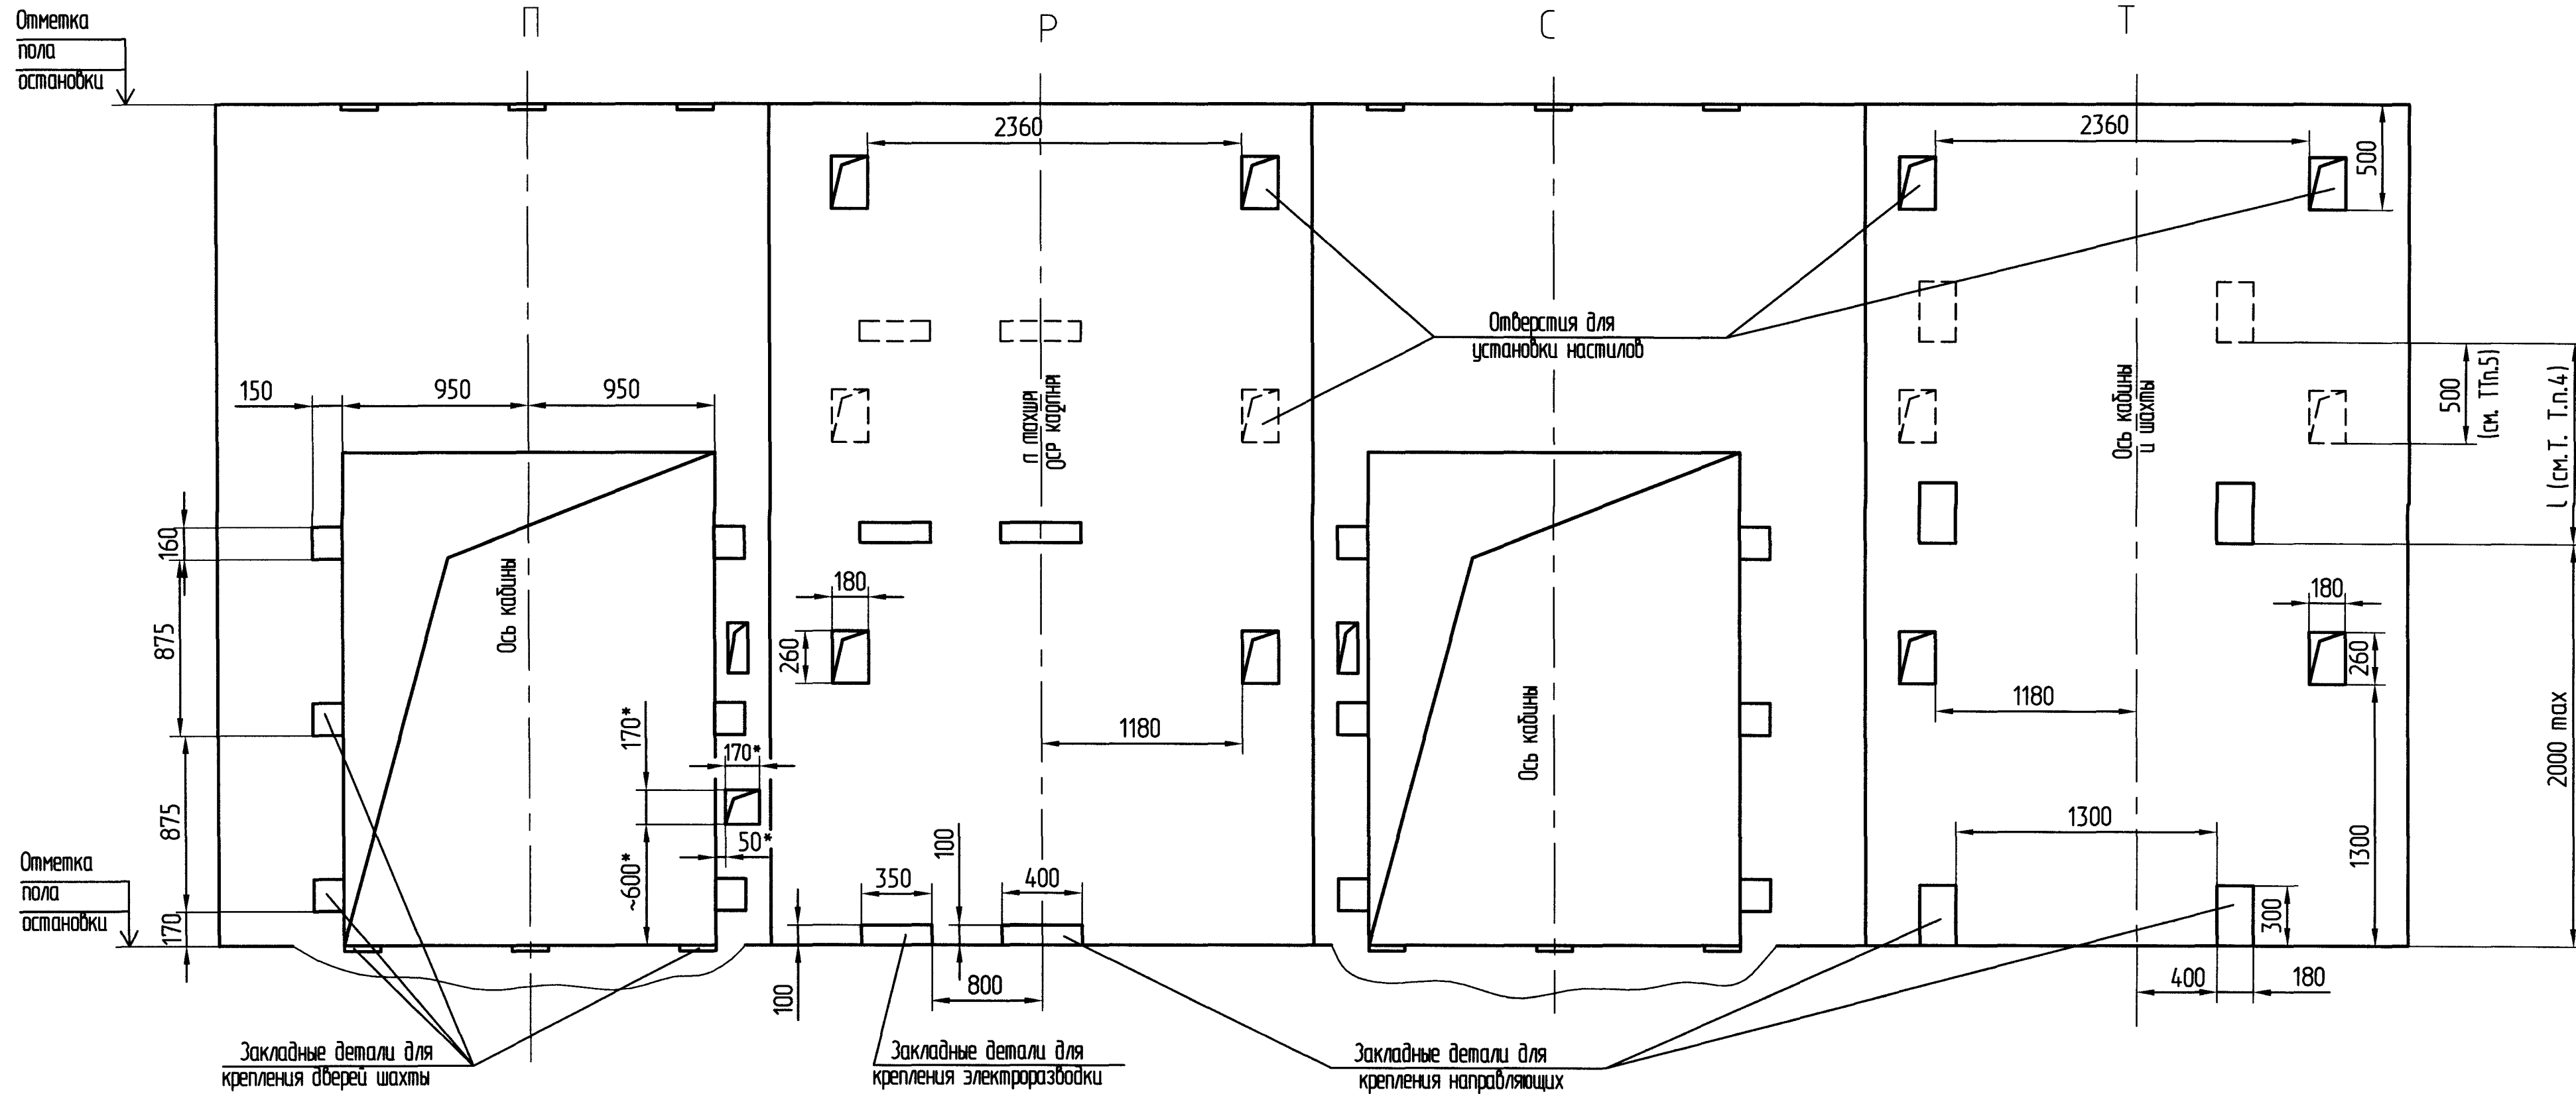 Отметка
пола
остановки
П
Р
С
Т
2360
2360
500
Отверстия для
установки настилов
150
950
950
Ось кабины
и шахты
500
(см. ТТп.5)
l (см.Т. Т.п.4)
160
875
Ось кабины
180
260
180
260
170*
170*
1180
Ось кабины
1180
2000 max
875
50*
~600*
100
350
400
1300
1300
Отметка
пола
остановки
170
300
100
800
400
180
Закладные детали для
крепления дверей шахты
Закладные детали для
крепления электроразводки
Закладные детали для
крепления направляющих